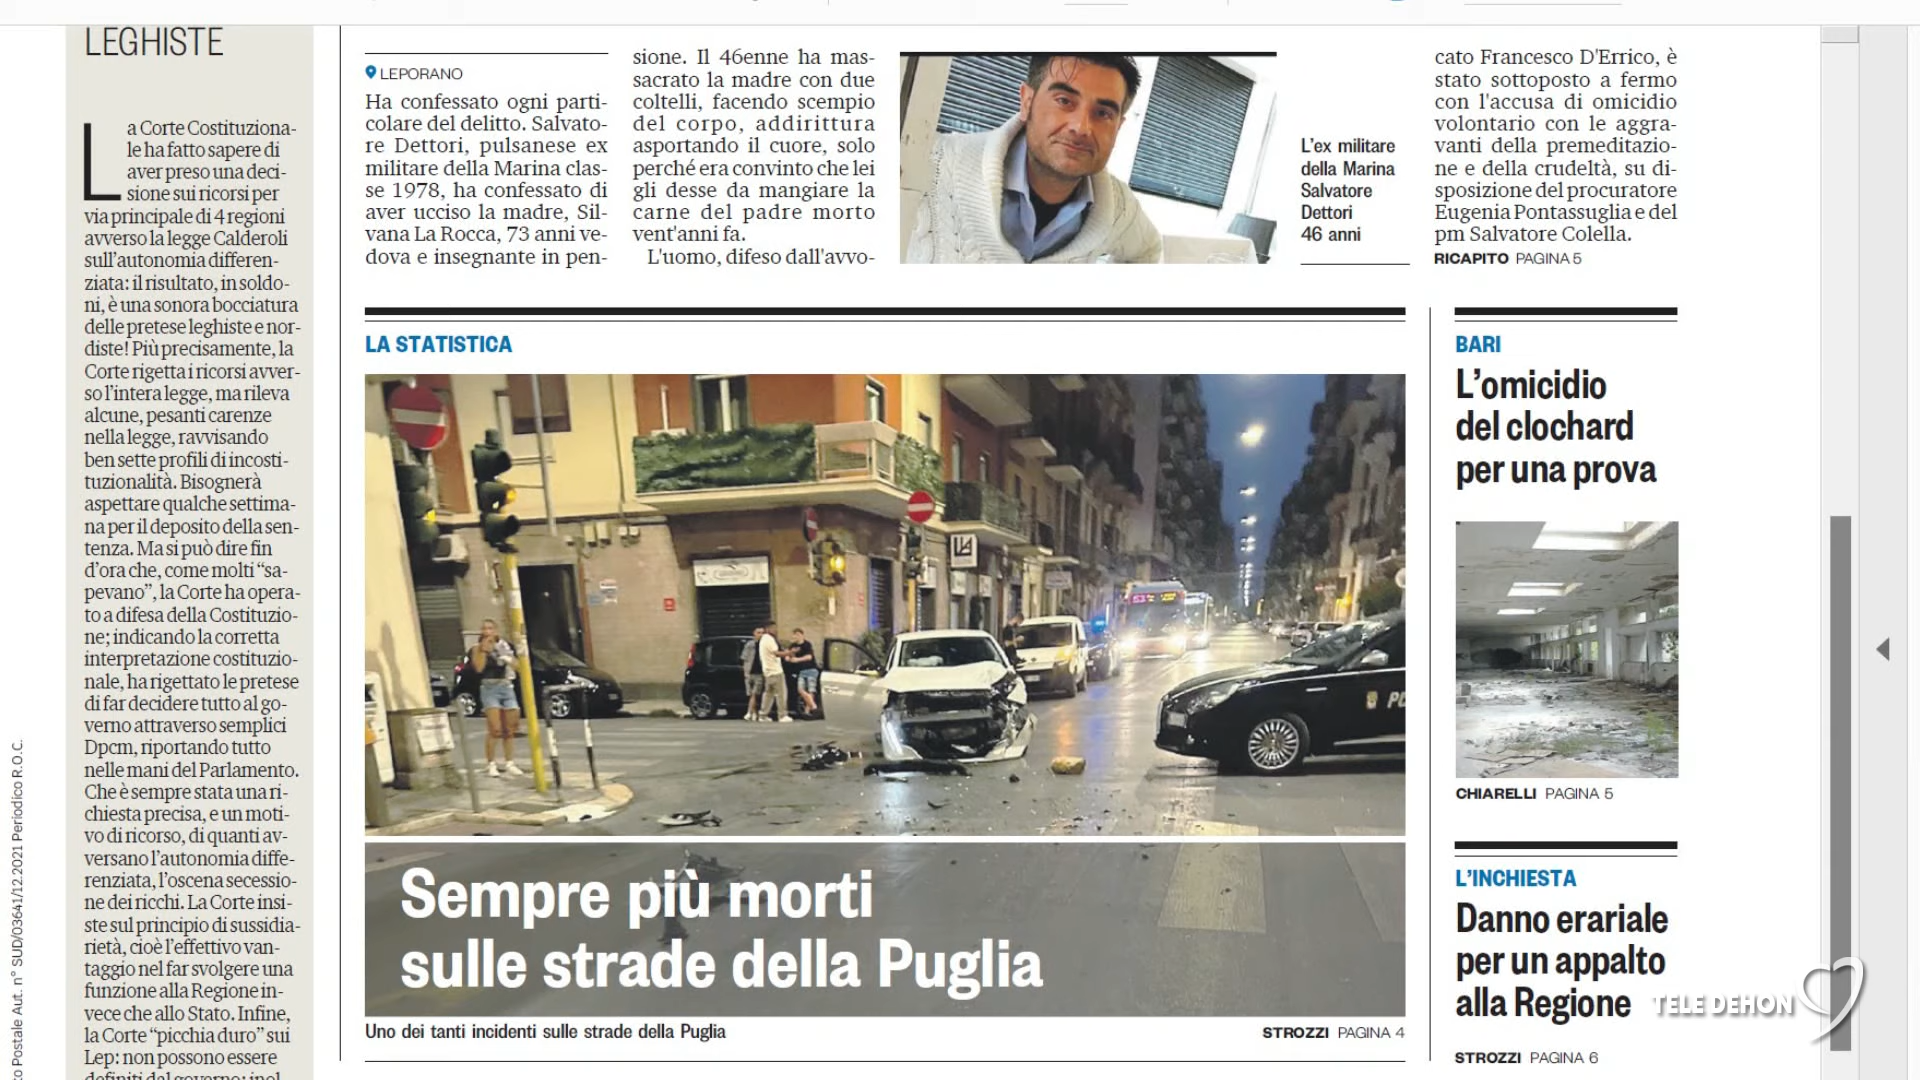 LEGHISTE
La Corte Costituziona-
le ha fatto sapere di
aver preso una deci-
sione sui ricorsi per
via principale di 4 regioni
avverso la legge Calderoli
sull'autonomia differen-
ziata: il risultato, in soldo-
ni, è una sonora bocciatura
delle pretese leghiste e nor-
diste! Più precisamente, la
Corte rigetta i ricorsi avver-
so l'intera legge, ma rileva
alcune, pesanti carenze
nella legge, ravvisando
ben sette profili di incosti-
tuzionalità. Bisognerà
aspettare qualche settima-
na per il deposito della sen-
tenza. Ma si può dire fin
d'ora che, come molti “sa-
pevano”, la Corte ha opera-
to a difesa della Costituzio-
ne; indicando la corretta
interpretazione costituzio-
nale, ha rigettato le pretese
di far decidere tutto al go-
verno attraverso semplici
Dpcm, riportando tutto
nelle mani del Parlamento.
Che è sempre stata una ri-
chiesta precisa, e un moti-
vo di ricorso, di quanti av-
versano l'autonomia diffe-
renziata, l'oscena secessio-
ne dei ricchi. La Corte insi-
ste sul principio di sussidia-
rietà, cioè l'effettivo van-
taggio nel far svolgere una
funzione alla Regione in-
vece che allo Stato. Infine,
la Corte “picchia duro” sui
Lep: non possono essere
definiti dal governo; inol-
o Postale Aut. n° SUD/03641/12.2021 Periodico R.O.C.
LEPORANO
Ha confessato ogni parti-
colare del delitto. Salvato-
re Dettori, pulsanese ex
militare della Marina clas-
se 1978, ha confessato di
aver ucciso la madre, Sil-
vana La Rocca, 73 anni ve-
dova e insegnante in pen-
sione. Il 46enne ha mas-
sacrato la madre con due
coltelli, facendo scempio
del corpo, addirittura
asportando il cuore, solo
perché era convinto che lei
gli desse da mangiare la
carne del padre morto
vent'anni fa.
L'uomo, difeso dall'avvo-
L'ex militare
della Marina
Salvatore
Dettori
46 anni
cato Francesco D'Errico, è
stato sottoposto a fermo
con l'accusa di omicidio
volontario con le aggra-
vanti della premeditazio-
ne e della crudeltà, su di-
sposizione del procuratore
Eugenia Pontassuglia e del
pm Salvatore Colella.
RICAPITO PAGINA 5
LA STATISTICA
Sempre più morti
sulle strade della Puglia
Uno dei tanti incidenti sulle strade della Puglia
STROZZI PAGINA 4
BARI
L'omicidio
del clochard
per una prova
CHIARELLI PAGINA 5
L'INCHIESTA
Danno erariale
per un appalto
alla Regione
STROZZI PAGINA 6
TELE DEHON